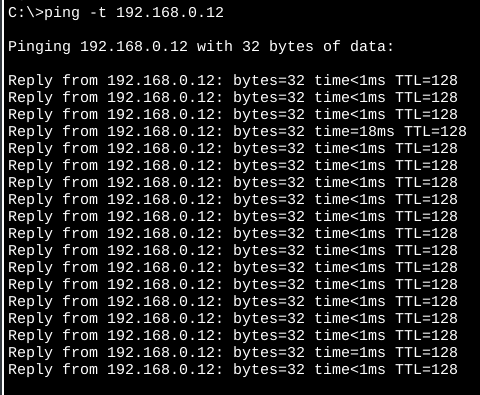 C:\>ping -t 192.168.0.12
Pinging 192.168.0.12 with 32 bytes of data:
Reply from 192.168.0.12: bytes=32 time<1ms TTL=128
Reply from 192.168.0.12: bytes=32 time<1ms TTL=128
Reply from 192.168.0.12: bytes=32 time<1ms TTL=128
Reply from 192.168.0.12: bytes=32 time=18ms TTL=128
Reply from 192.168.0.12: bytes=32 time<1ms TTL=128
Reply from 192.168.0.12: bytes=32 time<1ms TTL=128
Reply from 192.168.0.12: bytes=32 time<1ms TTL=128
Reply from 192.168.0.12: bytes=32 time<1ms TTL=128
Reply from 192.168.0.12: bytes=32 time<1ms TTL=128
Reply from 192.168.0.12: bytes=32 time<1ms TTL=128
Reply from 192.168.0.12: bytes=32 time<1ms TTL=128
Reply from 192.168.0.12: bytes=32 time<1ms TTL=128
Reply from 192.168.0.12: bytes=32 time<1ms TTL=128
Reply from 192.168.0.12: bytes=32 time<1ms TTL=128
Reply from 192.168.0.12: bytes=32 time<1ms TTL=128
Reply from 192.168.0.12: bytes=32 time<1ms TTL=128
Reply from 192.168.0.12: bytes=32 time=1ms TTL=128
Reply from 192.168.0.12: bytes=32 time<1ms TTL=128